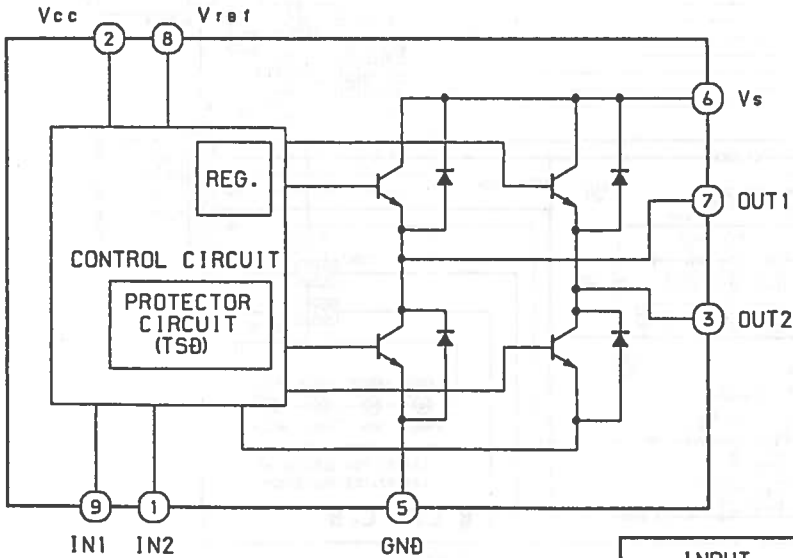 Vcc Vref
2 8
6 Vs
REG.
7 OUT1
CONTROL CIRCUIT
PROTECTOR
CIRCUIT
(TSD)
3 OUT2
9 1 5
IN1 IN2 GND
INPUT